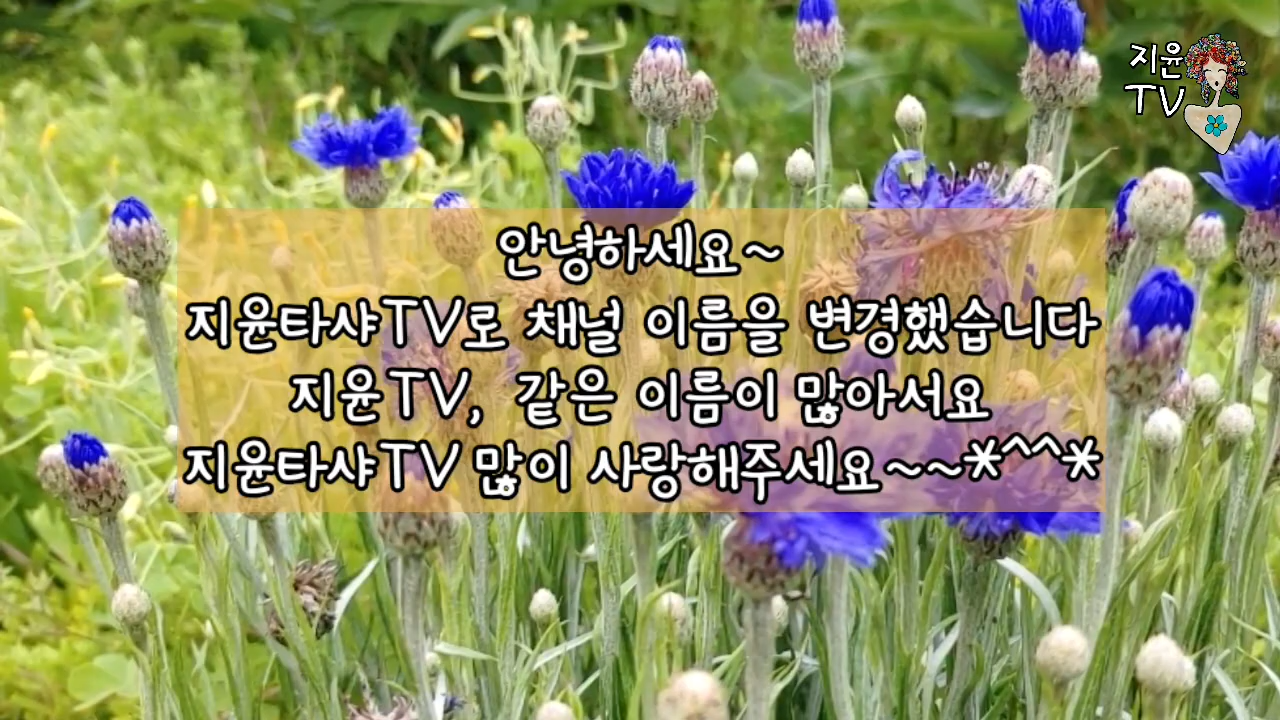 지윤
TV
안녕하세요~
지윤타샤TV로 채널 이름을 변경했습니다
지윤TV, 같은 이름이 많아서요
지윤타샤TV 많이 사랑해주세요~~*^^*